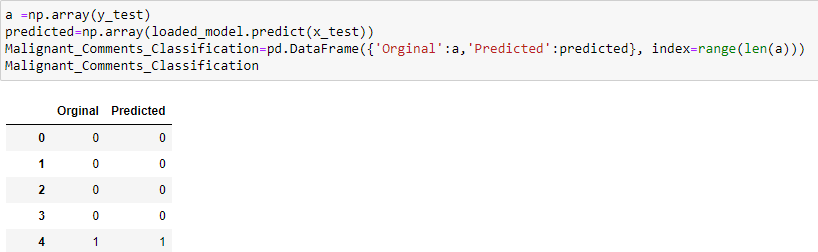 a =np.array(y_test)
predicted=np.array(loaded_model.predict(x_test))
Malignant_Comments_Classification=pd.DataFrame({'Orginal':a,'Predicted':predicted}, index=range(len(a)))
Malignant_Comments_Classification
Orginal Predicted
0 0 0
1 0 0
2 0 0
3 0 0
4 1 1